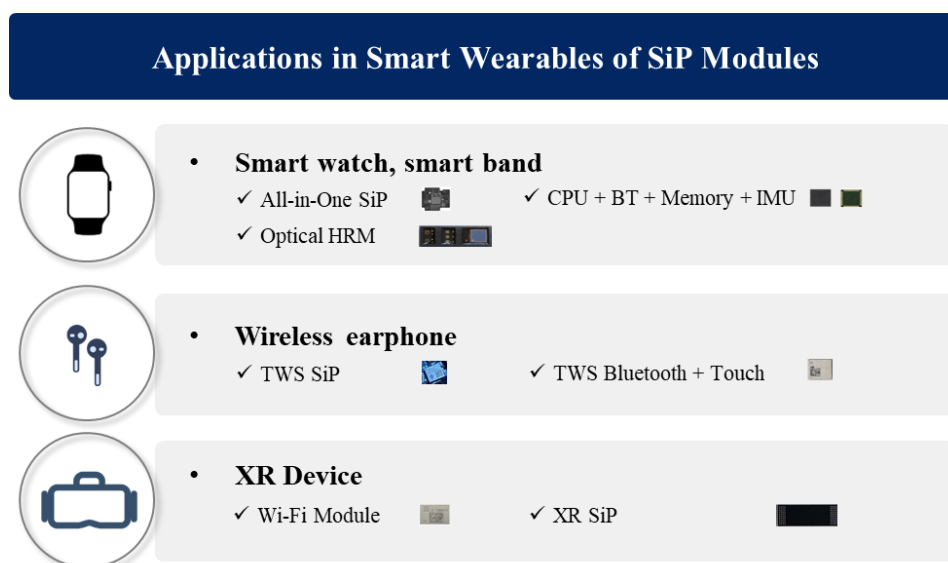 Applications in Smart Wearables of SiP Modules
• Smart watch, smart band
✓ All-in-One SiP
✓ CPU + BT + Memory + IMU
✓ Optical HRM
• Wireless earphone
✓ TWS SiP
✓ TWS Bluetooth + Touch
• XR Device
✓ Wi-Fi Module
✓ XR SiP